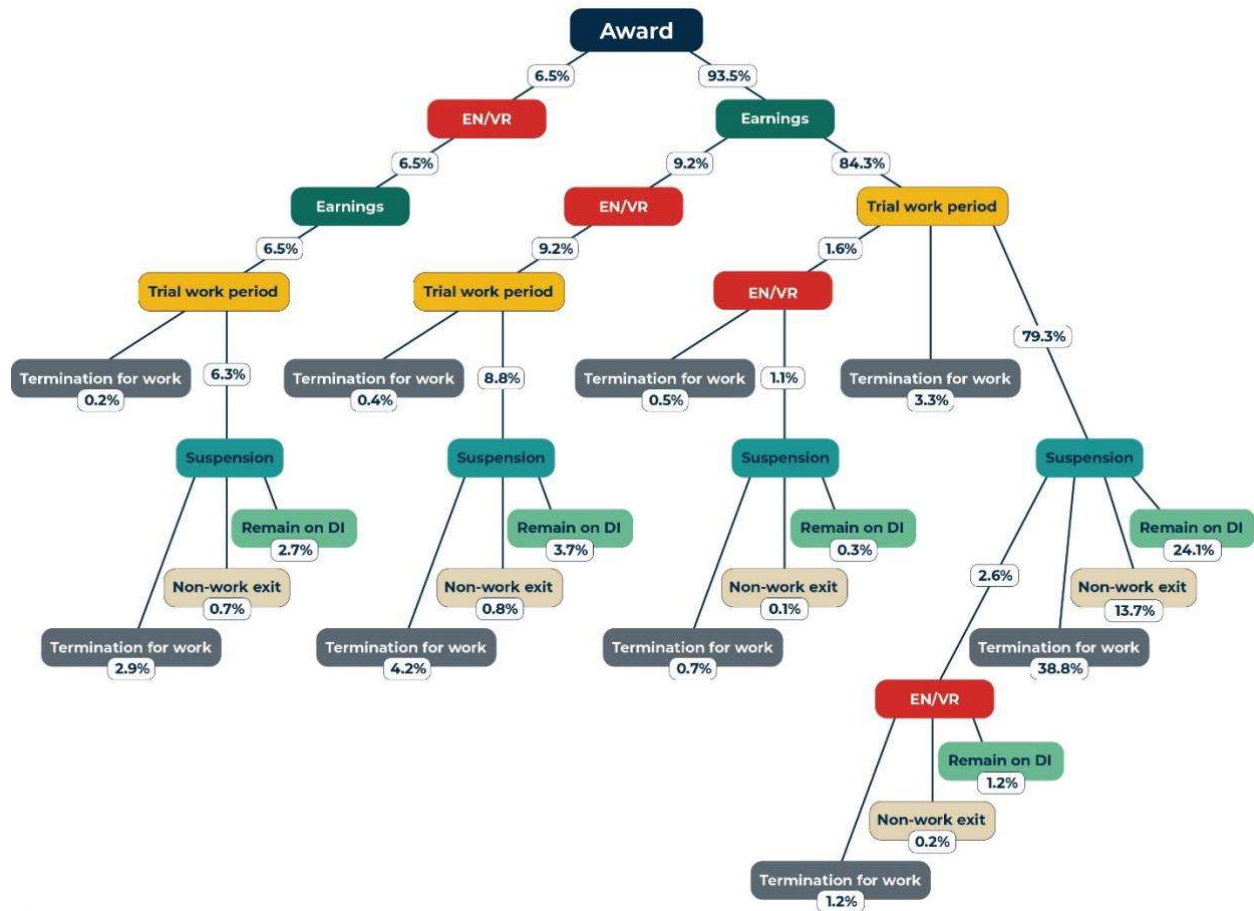 Award
6.5%
93.5%
EN/VR
Earnings
6.5%
9.2%
84.3%
Earnings
EN/VR
Trial work period
6.5%
9.2%
1.6%
Trial work period
Trial work period
EN/VR
79.3%
Termination for work
0.2%
6.3%
Termination for work
0.4%
8.8%
Termination for work
0.5%
1.1%
Termination for work
3.3%
Suspension
Suspension
Suspension
Suspension
Remain on DI
2.7%
Remain on DI
3.7%
Remain on DI
0.3%
Remain on DI
24.1%
Non-work exit
0.7%
Non-work exit
0.8%
Non-work exit
0.1%
2.6%
Non-work exit
13.7%
Termination for work
2.9%
Termination for work
4.2%
Termination for work
0.7%
Termination for work
38.8%
EN/VR
Remain on DI
1.2%
Non-work exit
0.2%
Termination for work
1.2%